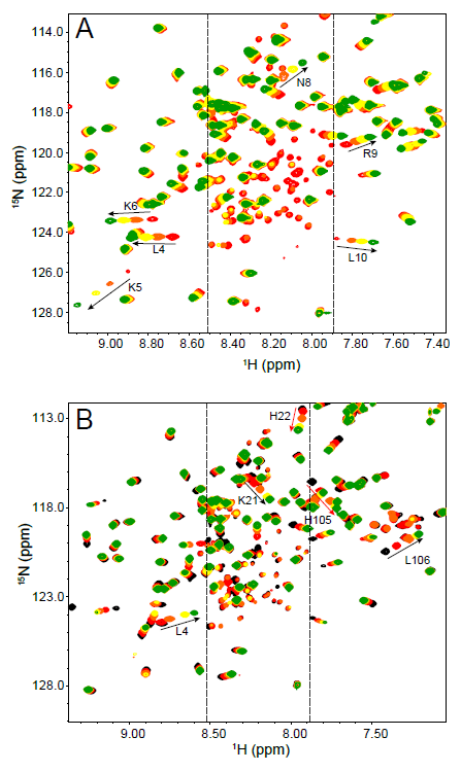 A
114.0
116.0
118.0
120.0
122.0
124.0
126.0
128.0
¹⁵N (ppm)
N8
R9
K6
L4
L10
K5
9.00 8.80 8.60 8.40 8.20 8.00 7.80 7.60 7.40
¹H (ppm)
B
113.0
118.0
123.0
128.0
¹⁵N (ppm)
H22
K21
H105
L106
L4
9.00 8.50 8.00 7.50
¹H (ppm)